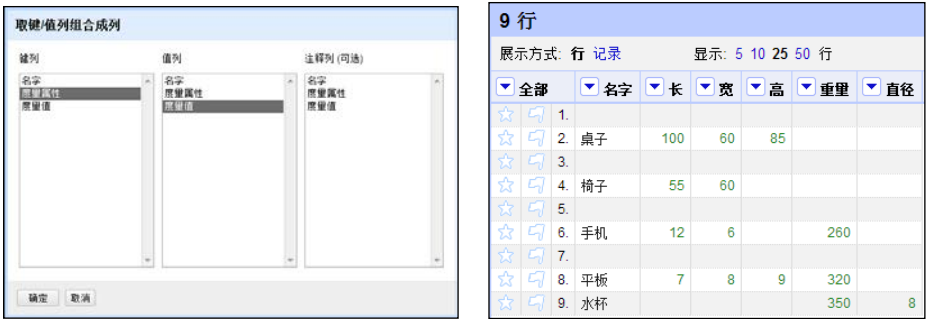 取键/值列组合成列
键列 值列 注释列 (可选)
名字 名字 名字
度量属性 度量属性 度量属性
度量值 度量值 度量值
确定 取消
9 行
展示方式: 行 记录 显示: 5 10 25 50 行
全部 名字 长 宽 高 重量 直径
1.
2. 桌子 100 60 85
3.
4. 椅子 55 60
5.
6. 手机 12 6 260
7.
8. 平板 7 8 9 320
9. 水杯 350 8